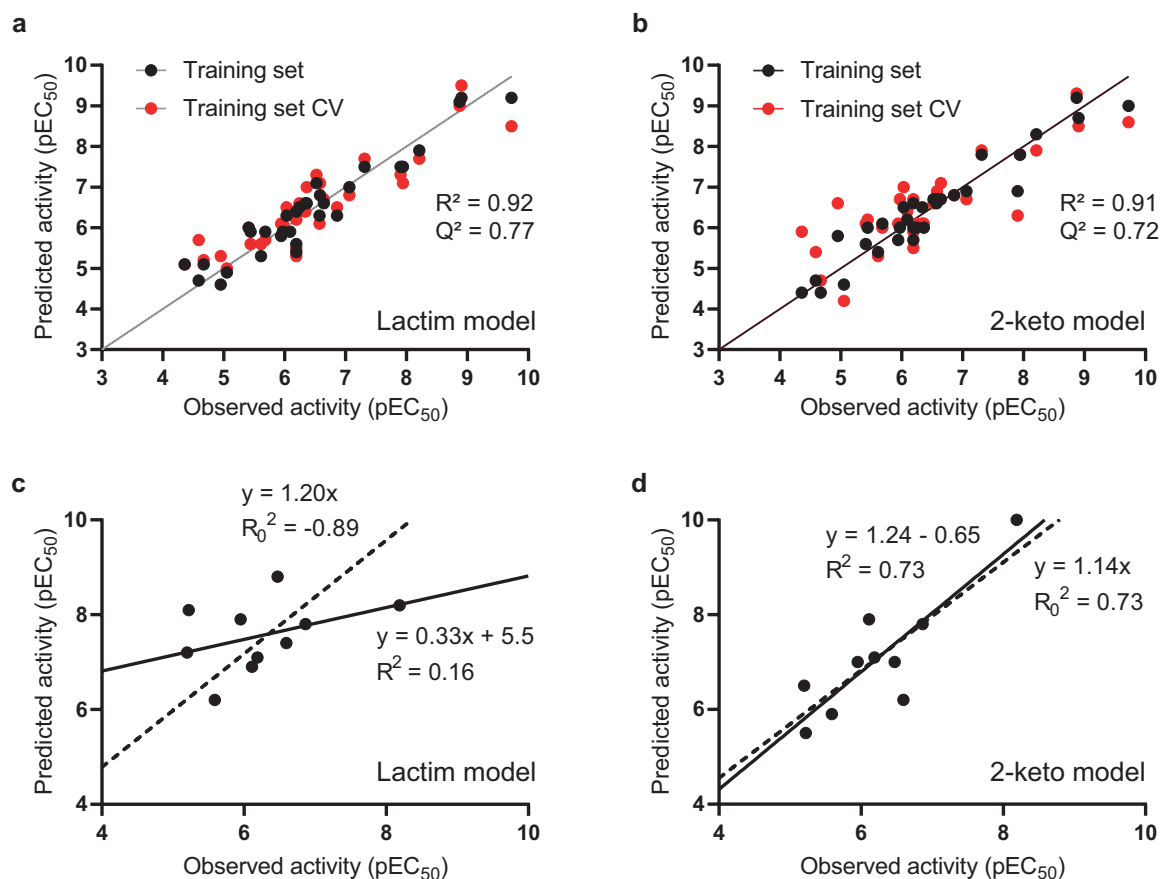 a
Predicted activity (pEC50)
10
9
8
7
6
5
4
3
Training set
Training set CV
R² = 0.92
Q² = 0.77
Lactim model
3 4 5 6 7 8 9 10
Observed activity (pEC50)
b
Predicted activity (pEC50)
10
9
8
7
6
5
4
3
Training set
Training set CV
R² = 0.91
Q² = 0.72
2-keto model
3 4 5 6 7 8 9 10
Observed activity (pEC50)
c
Predicted activity (pEC50)
10
8
6
4
y = 1.20x
R0² = -0.89
y = 0.33x + 5.5
R² = 0.16
Lactim model
4 6 8 10
Observed activity (pEC50)
d
Predicted activity (pEC50)
10
8
6
4
y = 1.24 - 0.65
R² = 0.73
y = 1.14x
R0² = 0.73
2-keto model
4 6 8 10
Observed activity (pEC50)